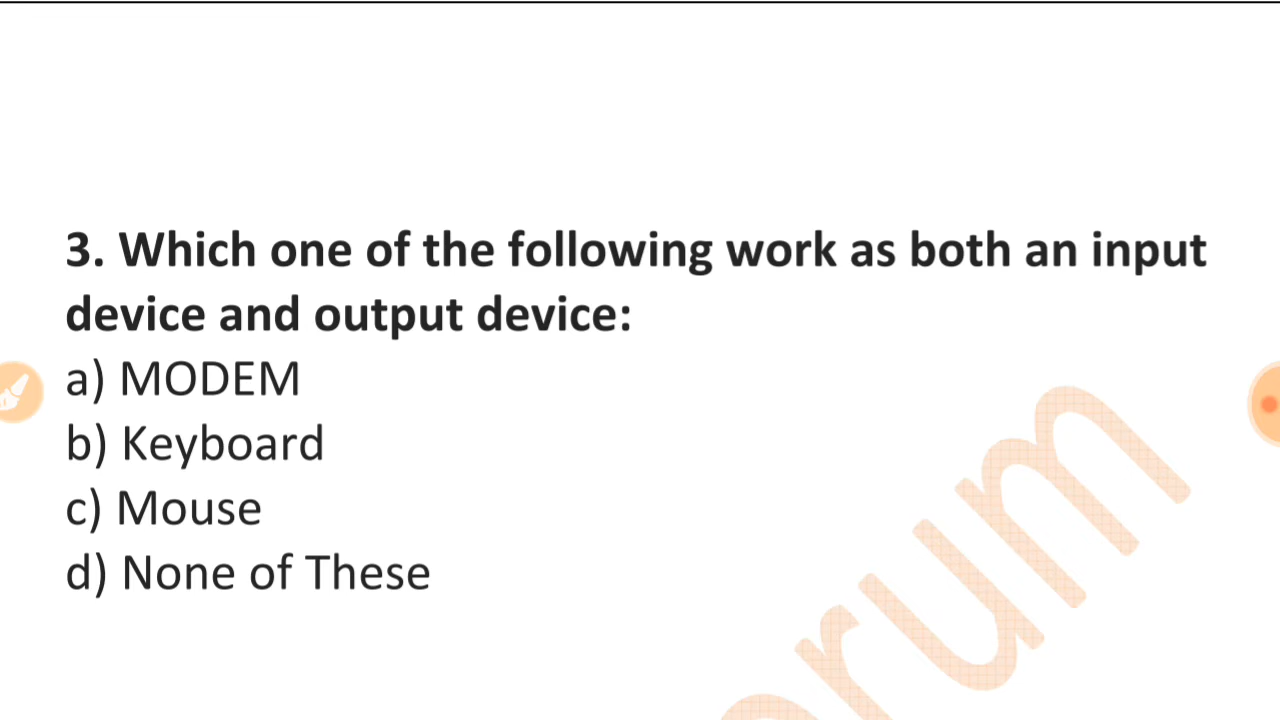 3. Which one of the following work as both an input
device and output device:
a) MODEM
b) Keyboard
c) Mouse
d) None of These